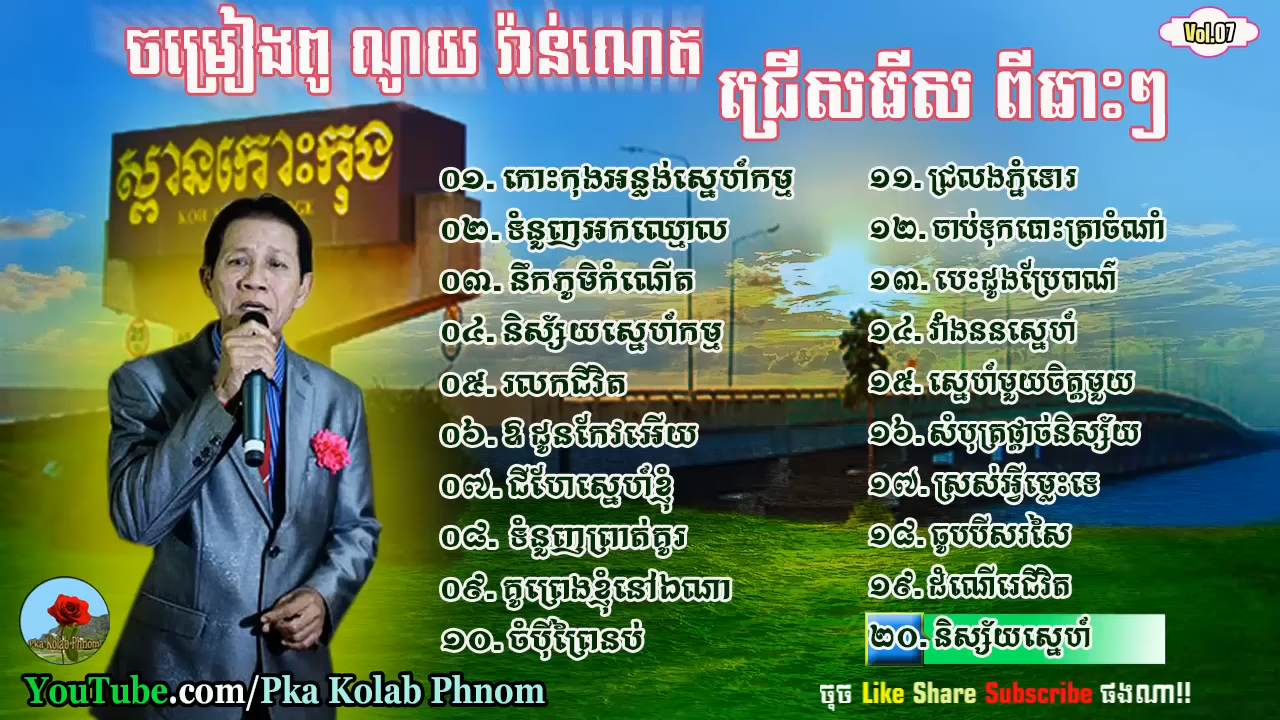 Vol.07
ចម្រៀងពូ ណូយ វ៉ាន់ណេត
ជ្រើសរើស ពីរោះៗ
ស្ពានកោះកុង
០១. កោះកុងអន្លង់ស្នេហ៍កម្ម
០២. ទំនួញអកឈ្មោល
០៣. នឹកភូមិកំណើត
០៤. និស្ស័យស្នេហ៍កម្ម
០៥. រលកជីវិត
០៦. ឱ ដូនកែវអើយ
០៧. ជីហែស្នេហ៍ខ្ញុំ
០៨. ទំនួញព្រាត់គូរ
០៩. គូព្រេងខ្ញុំនៅឯណា
១០. ចំប៉ីព្រៃនប់
១១. ជ្រលងភ្នំទោរ
១២. ចាប់ទុកបោះត្រាចំណាំ
១៣. បេះដូងប្រែពណ៌
១៤. វាំងននស្នេហ៍
១៥. ស្នេហ៍មួយចិត្តមួយ
១៦. សំបុត្រផ្តាច់និស្ស័យ
១៧. ស្រស់អ្វីម្លេះទេ
១៨. ធូបបីសរសៃ
១៩. ដំណើរជីវិត
២០. និស្ស័យស្នេហ៍
Pka Kolab Phnom
YouTube.com/Pka Kolab Phnom
ចុច Like Share Subscribe ផងណា!!